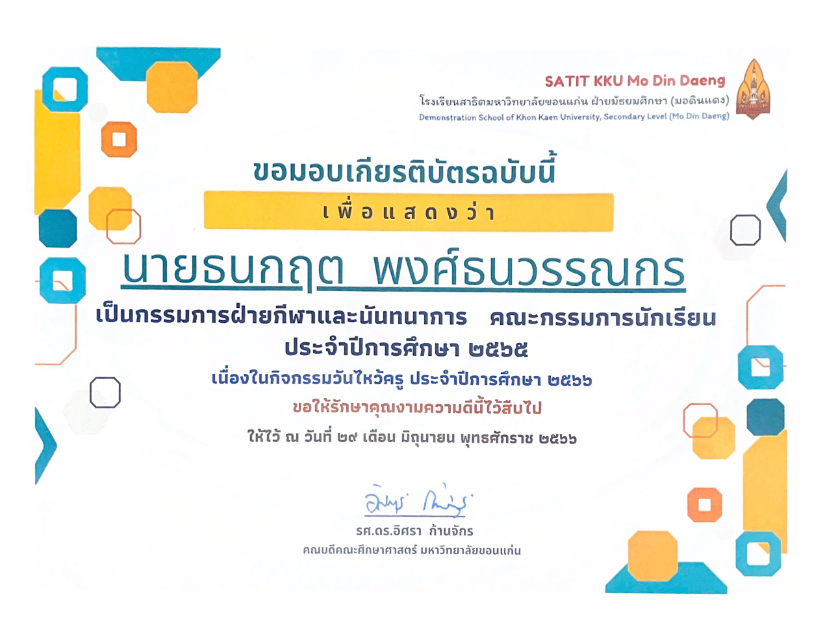 SATIT KKU Mo Din Daeng
โรงเรียนสาธิตมหาวิทยาลัยขอนแก่น ฝ่ายมัธยมศึกษา (มอดินแดง)
Demonstration School of Khon Kaen University, Secondary Level (Mo Din Daeng)
ขอมอบเกียรติบัตรฉบับนี้
เพื่อแสดงว่า
นายธนกฤต พงศ์ธนวรรณกร
เป็นกรรมการฝ่ายกีฬาและนันทนาการ คณะกรรมการนักเรียน
ประจำปีการศึกษา ๒๕๖๕
เนื่องในกิจกรรมวันไหว้ครู ประจำปีการศึกษา ๒๕๖๖
ขอให้รักษาคุณงามความดีนี้ไว้สืบไป
ให้ไว้ ณ วันที่ ๒๙ เดือน มิถุนายน พุทธศักราช ๒๕๖๖
รศ.ดร.อิศรา ก้านจักร
คณบดีคณะศึกษาศาสตร์ มหาวิทยาลัยขอนแก่น